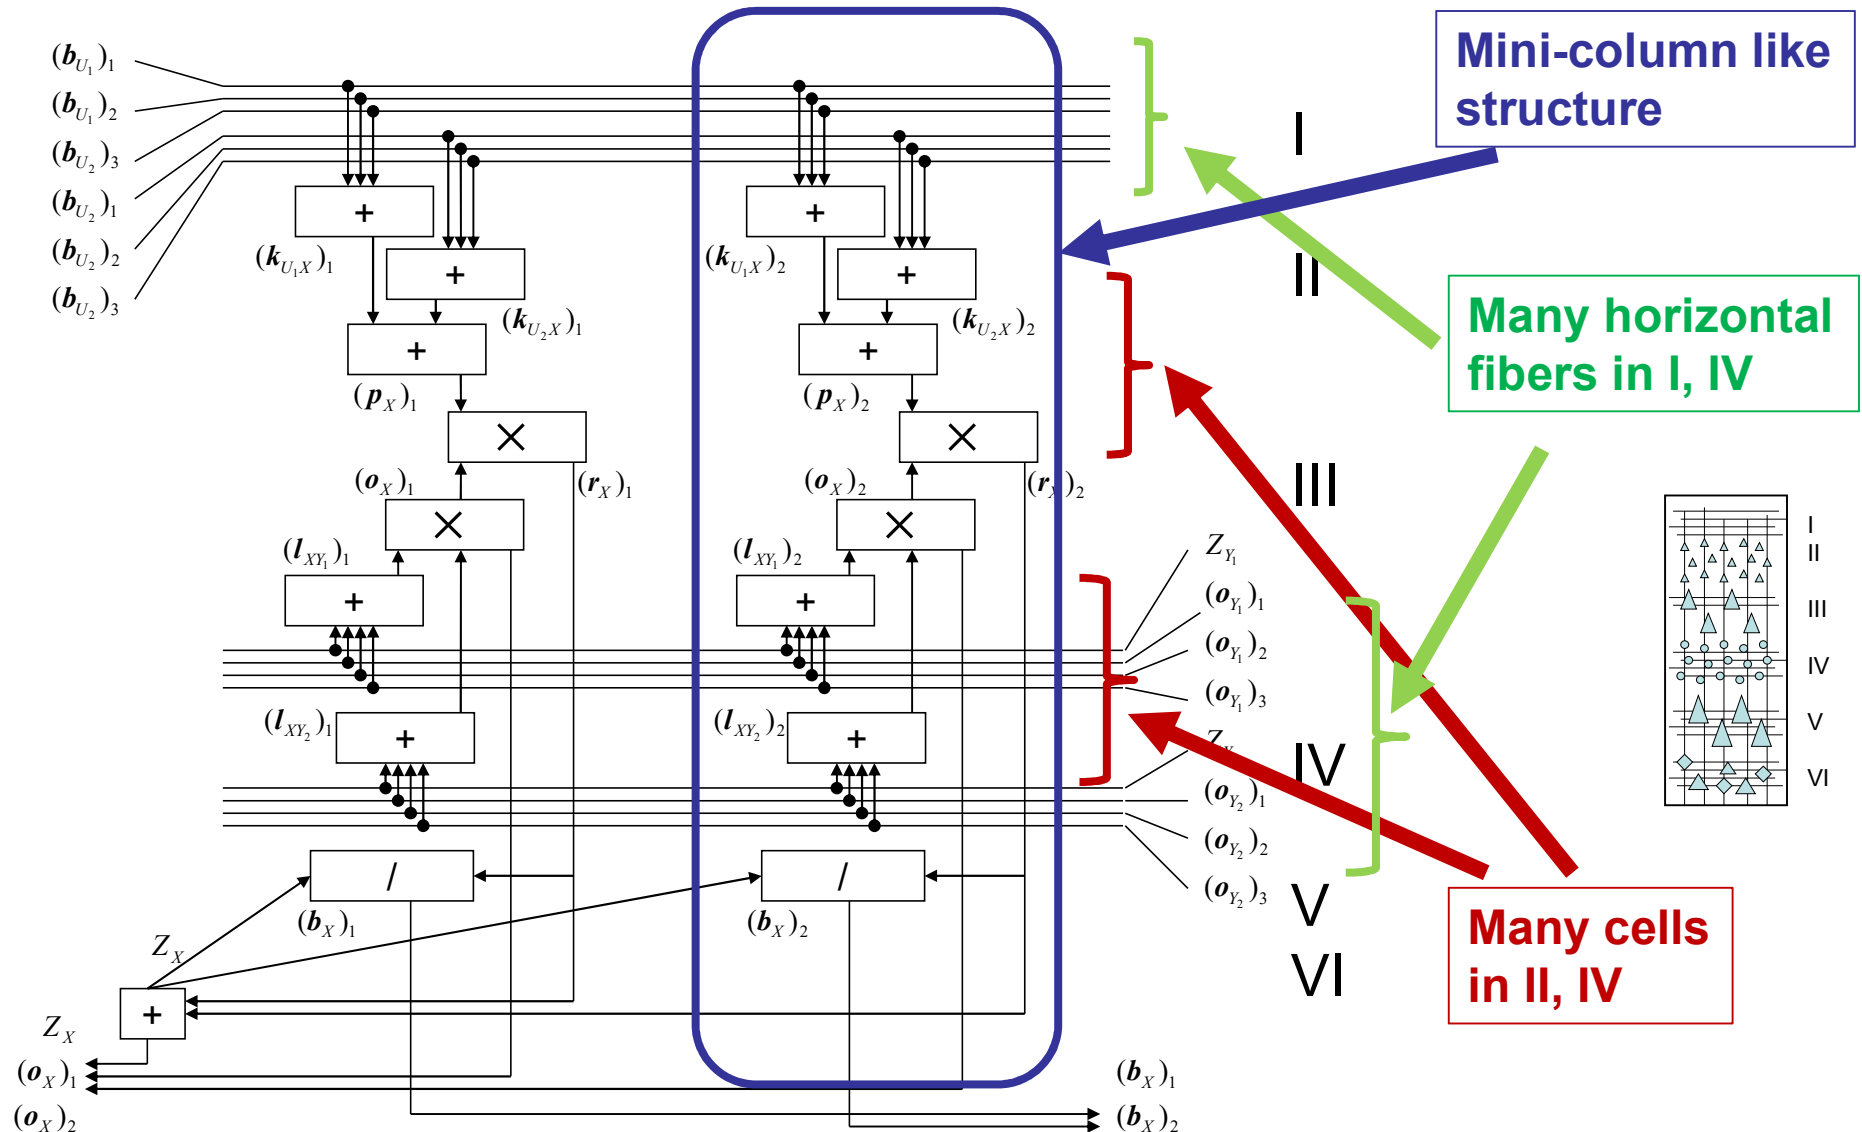 (b_{U_1})_1
(b_{U_1})_2
(b_{U_2})_3
(b_{U_2})_1
(b_{U_2})_2
(b_{U_2})_3
+
+
(k_{U_1X})_1
(k_{U_1X})_2
+
+
(k_{U_2X})_1
(k_{U_2X})_2
+
+
(p_X)_1
(p_X)_2
×
×
(r_X)_1
(r_X)_2
(o_X)_1
(o_X)_2
×
×
(l_{XY_1})_1
(l_{XY_1})_2
+
+
(l_{XY_2})_1
(l_{XY_2})_2
+
+
/
/
(b_X)_1
(b_X)_2
Z_X
+
Z_X
(o_X)_1
(o_X)_2
(b_X)_1
(b_X)_2
Z_{Y_1}
(o_{Y_1})_1
(o_{Y_1})_2
(o_{Y_1})_3
(o_{Y_2})_1
(o_{Y_2})_2
(o_{Y_2})_3
I
II
III
IV
V
VI
Mini-column like
structure
Many horizontal
fibers in I, IV
Many cells
in II, IV
I
II
III
IV
V
VI